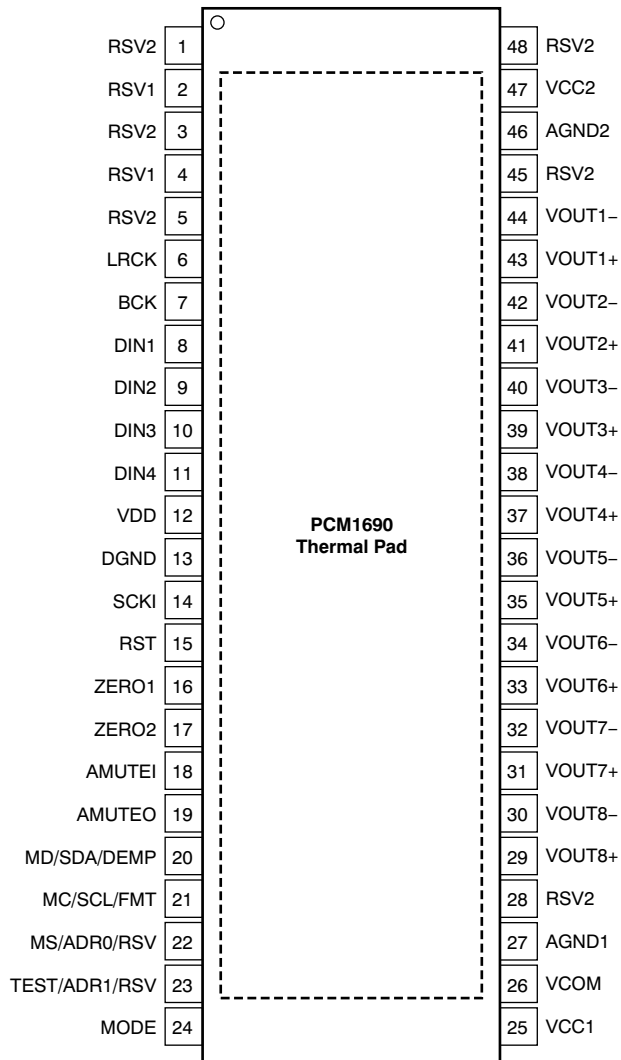 RSV2 1 48 RSV2
RSV1 2 47 VCC2
RSV2 3 46 AGND2
RSV1 4 45 RSV2
RSV2 5 44 VOUT1−
LRCK 6 43 VOUT1+
BCK 7 42 VOUT2−
DIN1 8 41 VOUT2+
DIN2 9 40 VOUT3−
DIN3 10 39 VOUT3+
DIN4 11 38 VOUT4−
VDD 12 37 VOUT4+
PCM1690
Thermal Pad
DGND 13 36 VOUT5−
SCKI 14 35 VOUT5+
RST 15 34 VOUT6−
ZERO1 16 33 VOUT6+
ZERO2 17 32 VOUT7−
AMUTEI 18 31 VOUT7+
AMUTEO 19 30 VOUT8−
MD/SDA/DEMP 20 29 VOUT8+
MC/SCL/FMT 21 28 RSV2
MS/ADR0/RSV 22 27 AGND1
TEST/ADR1/RSV 23 26 VCOM
MODE 24 25 VCC1